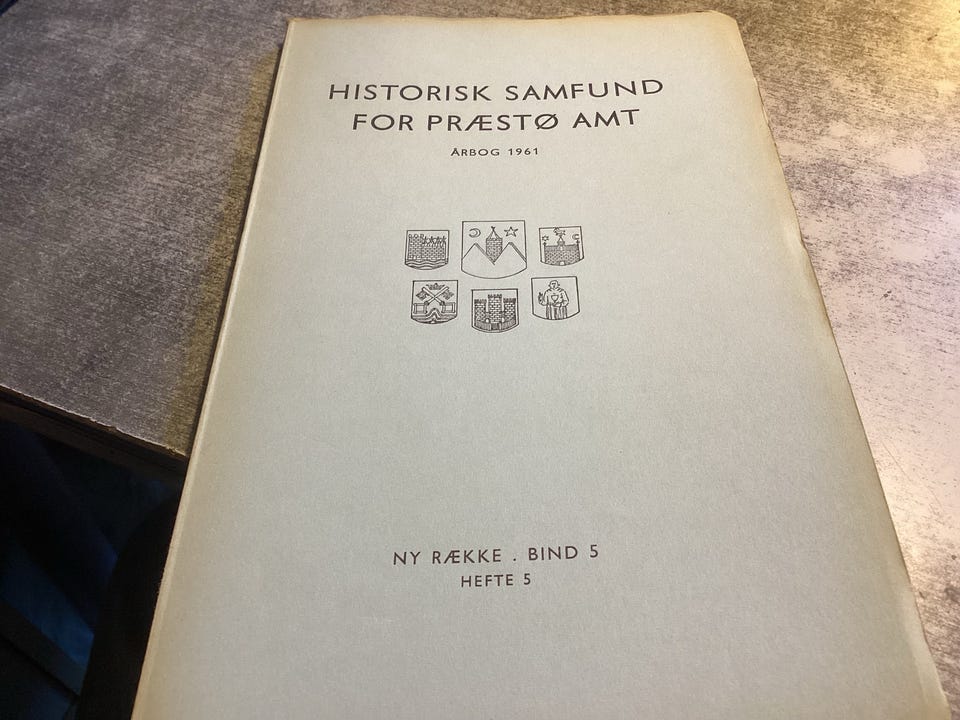 HISTORISK SAMFUND
FOR PRÆSTØ AMT
ÅRBOG 1961
NY RÆKKE . BIND 5
HEFTE 5